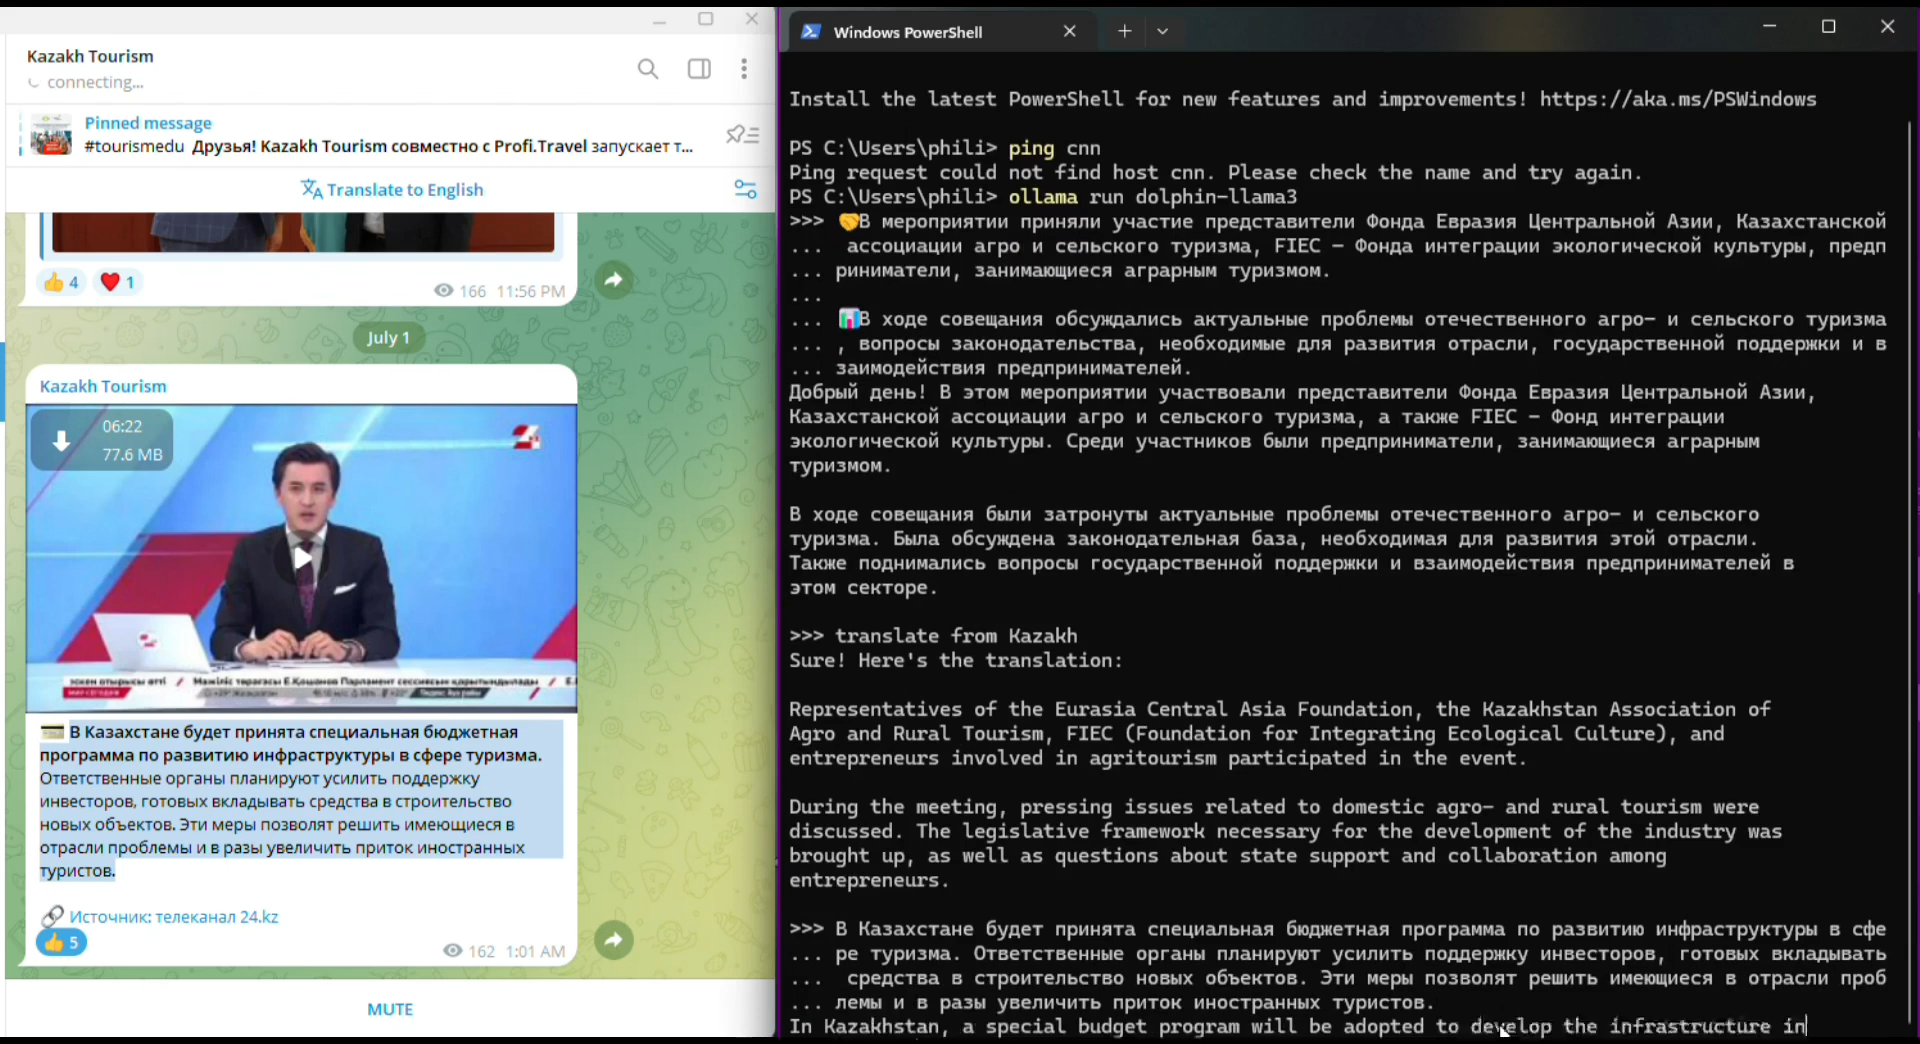 Kazakh Tourism
connecting...
Pinned message
#tourismedu Друзья! Kazakh Tourism совместно с Profi.Travel запускает т...
Translate to English
4
1
166 11:56 PM
July 1
Kazakh Tourism
06:22
77.6 MB
В Казахстане будет принята специальная бюджетная
программа по развитию инфраструктуры в сфере туризма.
Ответственные органы планируют усилить поддержку
инвесторов, готовых вкладывать средства в строительство
новых объектов. Эти меры позволят решить имеющиеся в
отрасли проблемы и в разы увеличить приток иностранных
туристов.
Источник: телеканал 24.kz
5
162 1:01 AM
MUTE
Windows PowerShell
Install the latest PowerShell for new features and improvements! https://aka.ms/PSWindows
PS C:\Users\phili> ping cnn
Ping request could not find host cnn. Please check the name and try again.
PS C:\Users\phili> ollama run dolphin-llama3
>>> 🤝В мероприятии приняли участие представители Фонда Евразия Центральной Азии, Казахстанской
... ассоциации агро и сельского туризма, FIEC – Фонда интеграции экологической культуры, предп
... риниматели, занимающиеся аграрным туризмом.
...
... 📊В ходе совещания обсуждались актуальные проблемы отечественного агро- и сельского туризма
... , вопросы законодательства, необходимые для развития отрасли, государственной поддержки и в
... заимодействия предпринимателей.
Добрый день! В этом мероприятии участвовали представители Фонда Евразия Центральной Азии,
Казахстанской ассоциации агро и сельского туризма, а также FIEC – Фонд интеграции
экологической культуры. Среди участников были предприниматели, занимающиеся аграрным
туризмом.
В ходе совещания были затронуты актуальные проблемы отечественного агро- и сельского
туризма. Была обсуждена законодательная база, необходимая для развития этой отрасли.
Также поднимались вопросы государственной поддержки и взаимодействия предпринимателей в
этом секторе.
>>> translate from Kazakh
Sure! Here's the translation:
Representatives of the Eurasia Central Asia Foundation, the Kazakhstan Association of
Agro and Rural Tourism, FIEC (Foundation for Integrating Ecological Culture), and
entrepreneurs involved in agritourism participated in the event.
During the meeting, pressing issues related to domestic agro- and rural tourism were
discussed. The legislative framework necessary for the development of the industry was
brought up, as well as questions about state support and collaboration among
entrepreneurs.
>>> В Казахстане будет принята специальная бюджетная программа по развитию инфраструктуры в сфе
... ре туризма. Ответственные органы планируют усилить поддержку инвесторов, готовых вкладывать
... средства в строительство новых объектов. Эти меры позволят решить имеющиеся в отрасли проб
... лемы и в разы увеличить приток иностранных туристов.
In Kazakhstan, a special budget program will be adopted to develop the infrastructure in